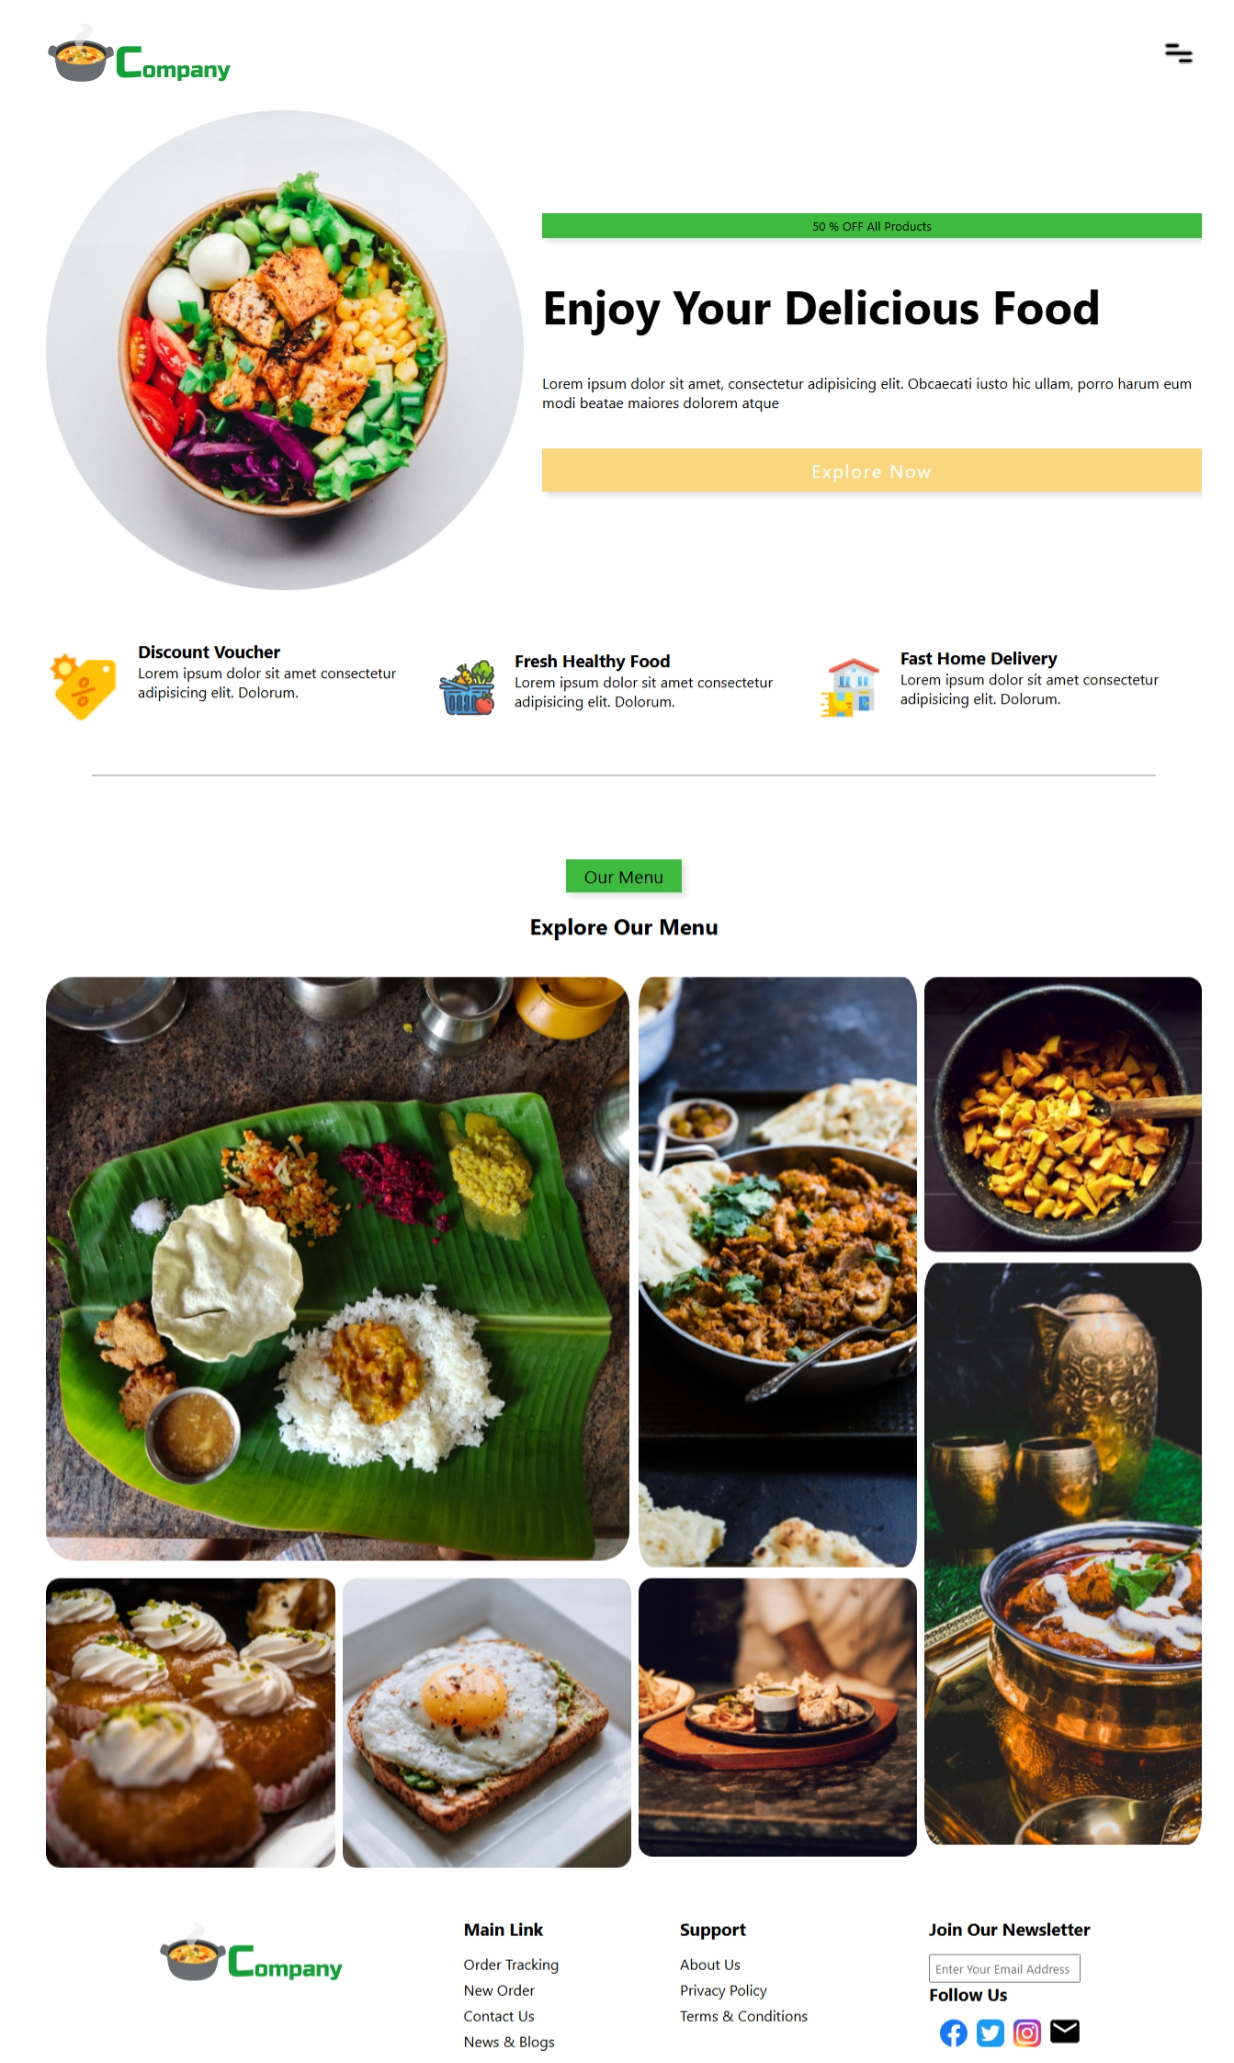 Company
50 % OFF All Products
Enjoy Your Delicious Food
Lorem ipsum dolor sit amet, consectetur adipisicing elit. Obcaecati iusto hic ullam, porro harum eum
modi beatae maiores dolorem atque
Explore Now
Discount Voucher
Lorem ipsum dolor sit amet consectetur
adipisicing elit. Dolorum.
Fresh Healthy Food
Lorem ipsum dolor sit amet consectetur
adipisicing elit. Dolorum.
Fast Home Delivery
Lorem ipsum dolor sit amet consectetur
adipisicing elit. Dolorum.
Our Menu
Explore Our Menu
Company
Main Link
Order Tracking
New Order
Contact Us
News & Blogs
Support
About Us
Privacy Policy
Terms & Conditions
Join Our Newsletter
Enter Your Email Address
Follow Us